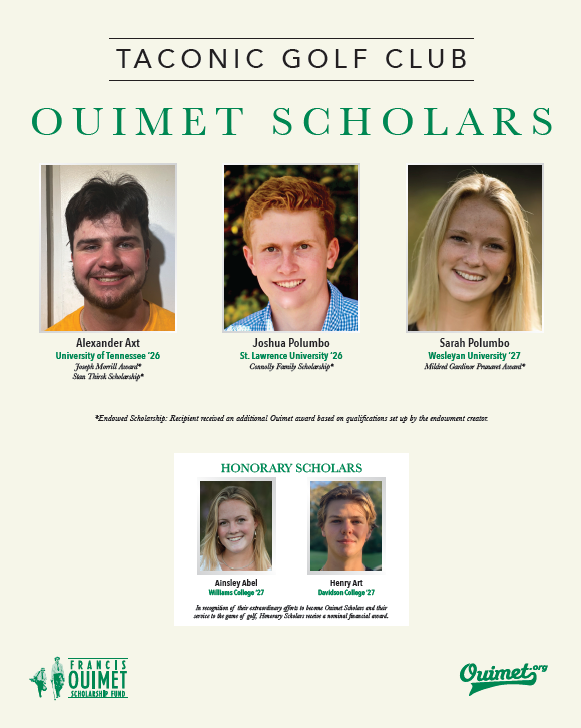 TACONIC GOLF CLUB
OUIMET SCHOLARS
Alexander Axt
University of Tennessee '26
Joseph Morrill Award*
Stan Thirsk Scholarship*
Joshua Polumbo
St. Lawrence University '26
Connolly Family Scholarship*
Sarah Polumbo
Wesleyan University '27
Mildred Gardinor Prunaret Award*
*Endowed Scholarship: Recipient received an additional Ouimet award based on qualifications set up by the endowment creator.
HONORARY SCHOLARS
Ainsley Abel
Williams College '27
Henry Art
Davidson College '27
In recognition of their extraordinary efforts to become Ouimet Scholars and their
service to the game of golf, Honorary Scholars receive a nominal financial award.
FRANCIS
OUIMET
SCHOLARSHIP FUND
Ouimet.org